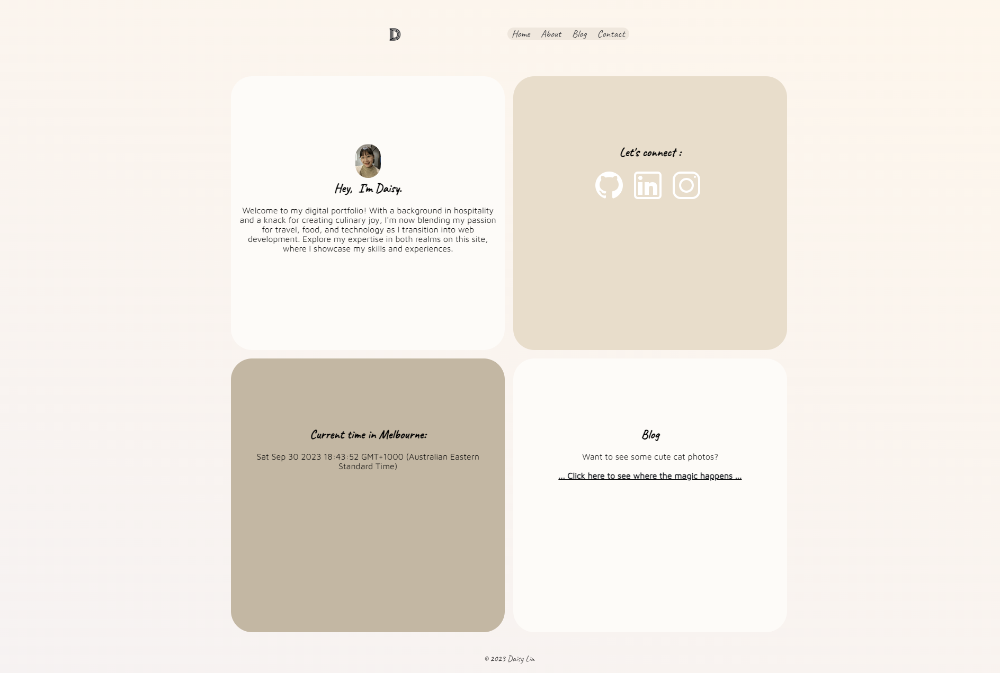 D
Home About Blog Contact
Hey, I'm Daisy.
Welcome to my digital portfolio! With a background in hospitality
and a knack for creating culinary joy, I'm now blending my passion
for travel, food, and technology as I transition into web
development. Explore my expertise in both realms on this site,
where I showcase my skills and experiences.
Let's connect :
in
Current time in Melbourne:
Sat Sep 30 2023 18:43:52 GMT+1000 (Australian Eastern
Standard Time)
Blog
Want to see some cute cat photos?
... Click here to see where the magic happens ...
© 2023 Daisy Lin